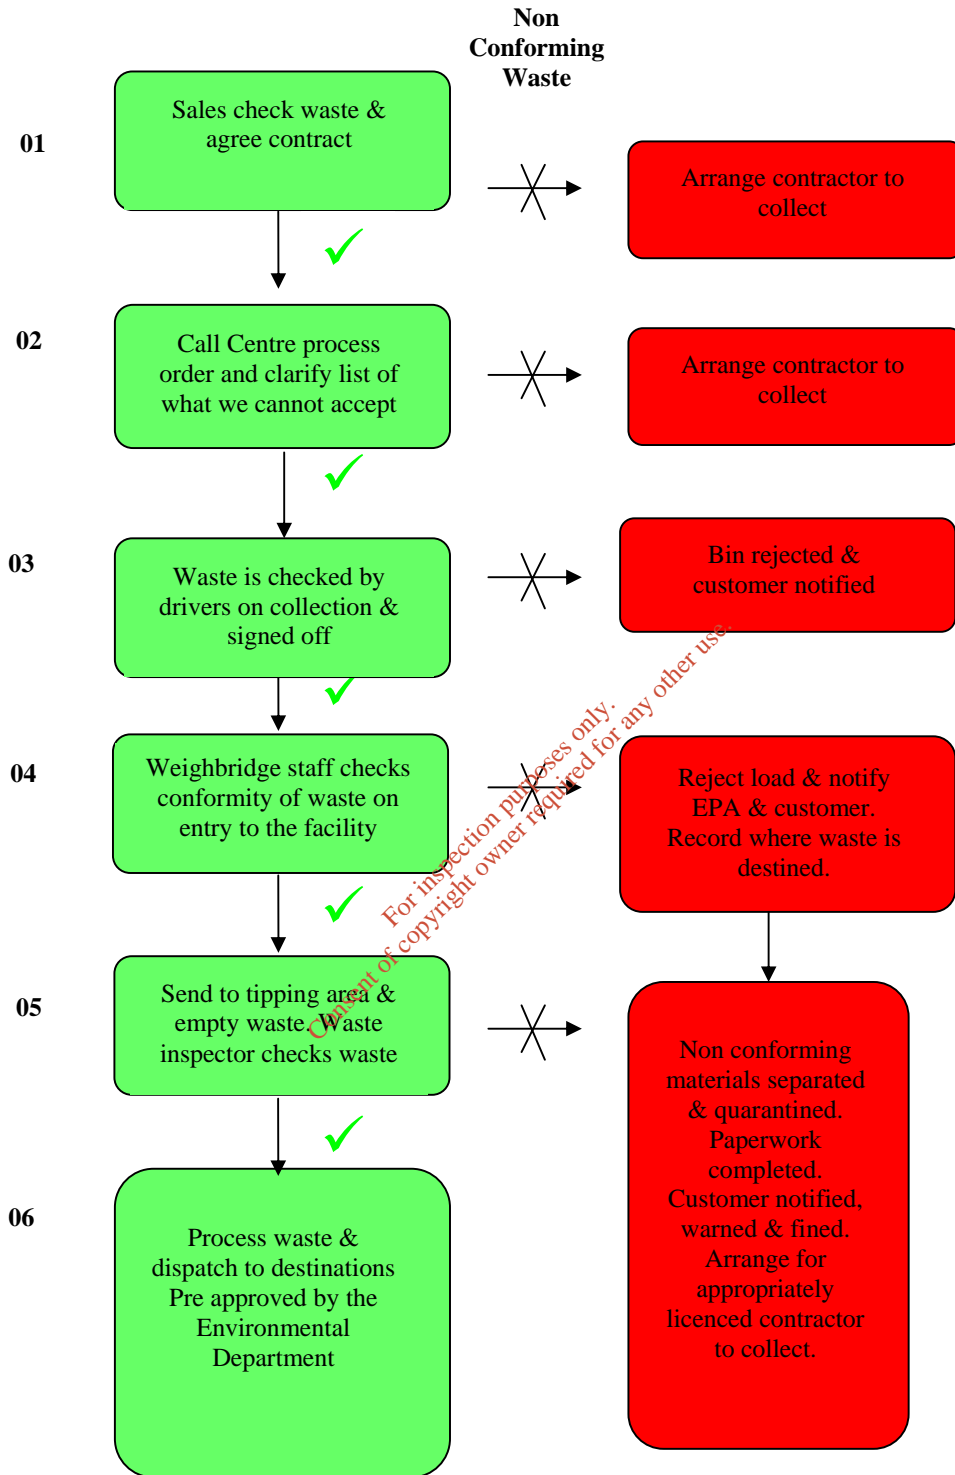 Non
Conforming
Waste
01
Sales check waste &
agree contract
Arrange contractor to
collect
02
Call Centre process
order and clarify list of
what we cannot accept
Arrange contractor to
collect
03
Waste is checked by
drivers on collection &
signed off
Bin rejected &
customer notified
04
Weighbridge staff checks
conformity of waste on
entry to the facility
Reject load & notify
EPA & customer.
Record where waste is
destined.
05
Send to tipping area &
empty waste. Waste
inspector checks waste
Non conforming
materials separated
& quarantined.
Paperwork
completed.
Customer notified,
warned & fined.
Arrange for
appropriately
licenced contractor
to collect.
06
Process waste &
dispatch to destinations
Pre approved by the
Environmental
Department
For inspection purposes only.
Consent of copyright owner required for any other use.